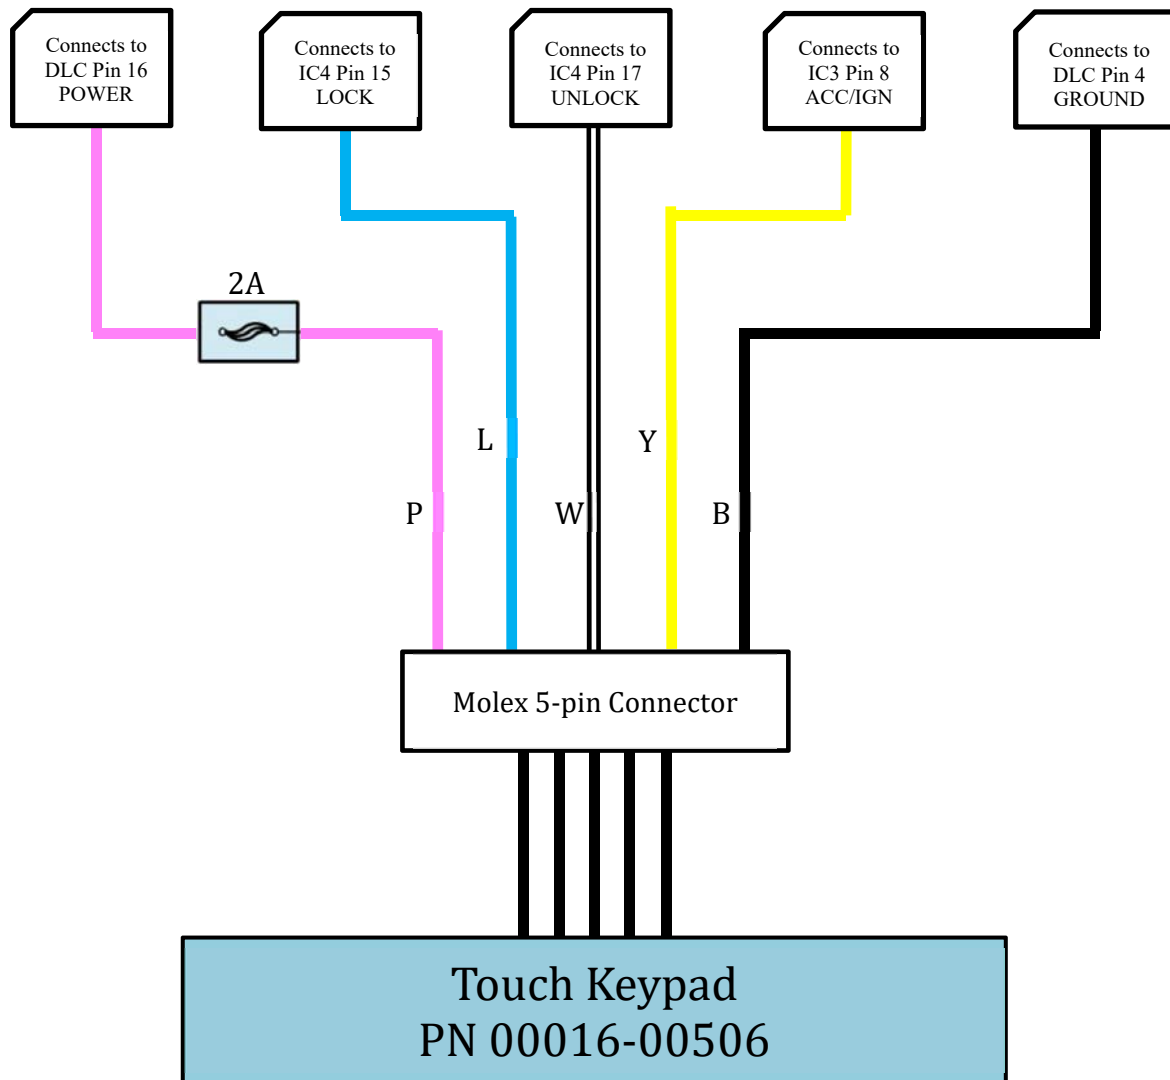 Connects to
DLC Pin 16
POWER
Connects to
IC4 Pin 15
LOCK
Connects to
IC4 Pin 17
UNLOCK
Connects to
IC3 Pin 8
ACC/IGN
Connects to
DLC Pin 4
GROUND
2A
L
Y
P
W
B
Molex 5-pin Connector
Touch Keypad
PN 00016-00506